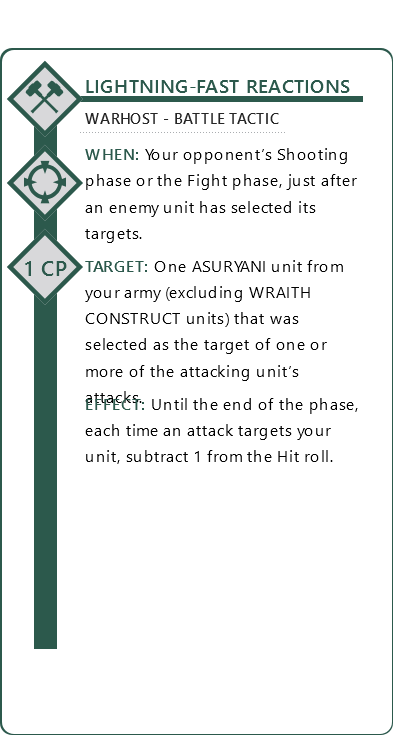 LIGHTNING-FAST REACTIONS
WARHOST - BATTLE TACTIC
WHEN: Your opponent's Shooting
phase or the Fight phase, just after
an enemy unit has selected its
targets.
1 CP
TARGET: One ASURYANI unit from
your army (excluding WRAITH
CONSTRUCT units) that was
selected as the target of one or
more of the attacking unit's
attacks.
EFFECT: Until the end of the phase,
each time an attack targets your
unit, subtract 1 from the Hit roll.